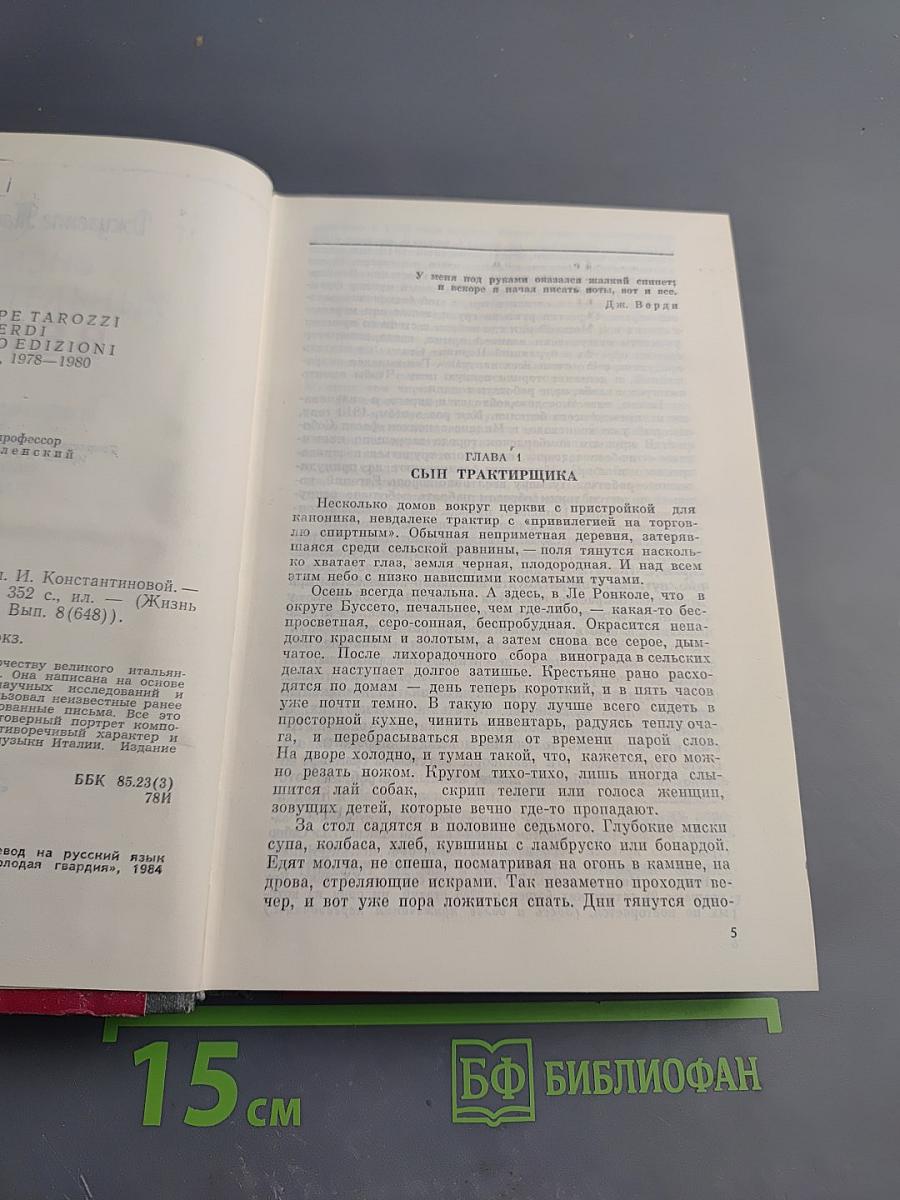 PE TAROZZI
ERDI
O EDIZIONI
, 1978—1980
профессор
ленский
л. И. Константиновой. —
352 с., ил. — (Жизнь
Вып. 8(648)).
экз.
рчеству великого итальян-
. Она написана на основе
научных исследований и
льзовал неизвестные ранее
ованные письма. Все это
товерный портрет компо-
тиворечивый характер и
музыки Италии. Издание
ББК 85.23(3)
78И
евод на русский язык
олодая гвардия», 1984
У меня под руками оказался жалкий спинет;
и вскоре я начал писать ноты, вот и все.
Дж. Верди
ГЛАВА 1
СЫН ТРАКТИРЩИКА
Несколько домов вокруг церкви с пристройкой для
каноника, невдалеке трактир с «привилегией на торгов-
лю спиртным». Обычная неприметная деревня, затеряв-
шаяся среди сельской равнины, — поля тянутся насколь-
ко хватает глаз, земля черная, плодородная. И над всем
этим небо с низко нависшими косматыми тучами.
Осень всегда печальна. А здесь, в Ле Ронколе, что в
округе Буссето, печальнее, чем где-либо, — какая-то бес-
просветная, серо-сонная, беспробудная. Окрасится нена-
долго красным и золотым, а затем снова все серое, дым-
чатое. После лихорадочного сбора винограда в сельских
делах наступает долгое затишье. Крестьяне рано расхо-
дятся по домам — день теперь короткий, и в пять часов
уже почти темно. В такую пору лучше всего сидеть в
просторной кухне, чинить инвентарь, радуясь теплу оча-
га, и перебрасываться время от времени парой слов.
На дворе холодно, и туман такой, что, кажется, его мож-
но резать ножом. Кругом тихо-тихо, лишь иногда слы-
шится лай собак, скрип телеги или голоса женщин,
зовущих детей, которые вечно где-то пропадают.
За стол садятся в половине седьмого. Глубокие миски
супа, колбаса, хлеб, кувшины с ламбруско или бонардой.
Едят молча, не спеша, посматривая на огонь в камине, на
дрова, стреляющие искрами. Так незаметно проходит ве-
чер, и вот уже пора ложиться спать. Дни тянутся одно-
5
15 см
БФ БИБЛИОФАН